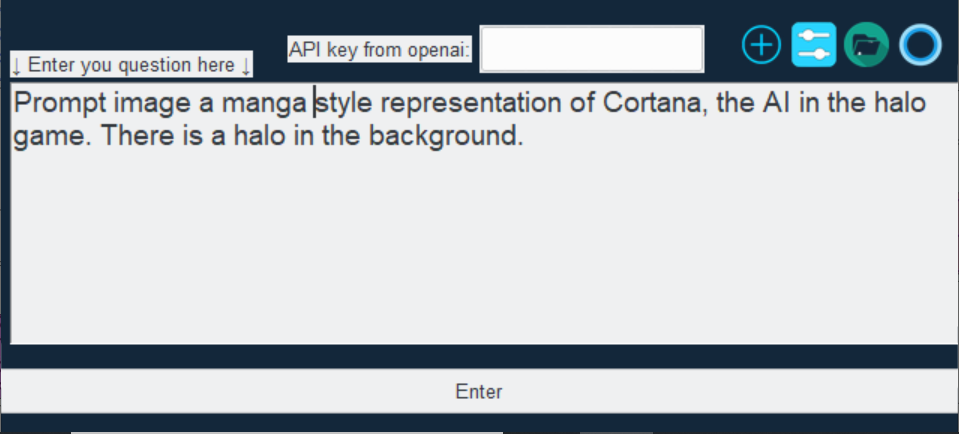 API key from openai:
↓ Enter you question here ↓
Prompt image a manga style representation of Cortana, the AI in the halo
game. There is a halo in the background.
Enter